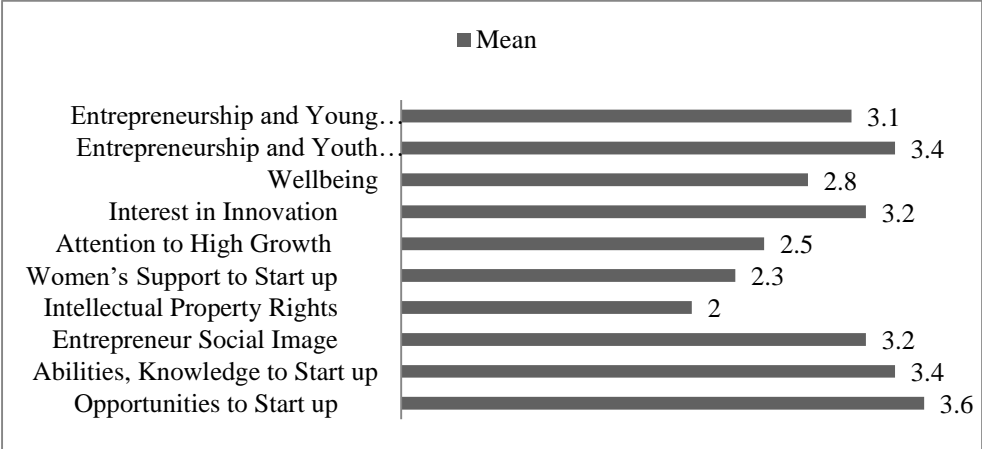 Mean
Entrepreneurship and Young… 3.1
Entrepreneurship and Youth… 3.4
Wellbeing 2.8
Interest in Innovation 3.2
Attention to High Growth 2.5
Women’s Support to Start up 2.3
Intellectual Property Rights 2
Entrepreneur Social Image 3.2
Abilities, Knowledge to Start up 3.4
Opportunities to Start up 3.6